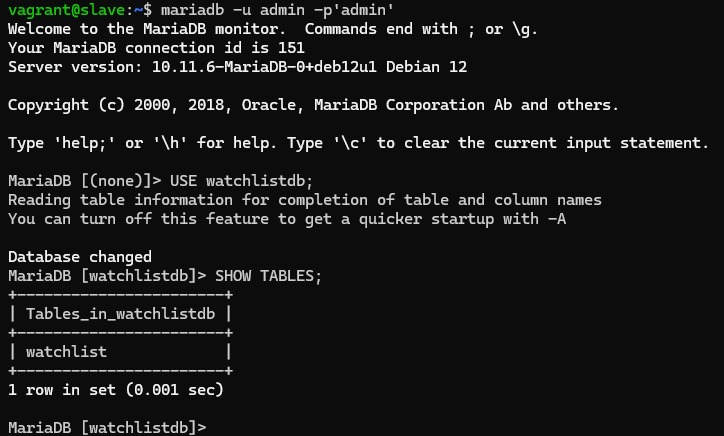 vagrant@slave:~$ mariadb -u admin -p'admin'
Welcome to the MariaDB monitor.  Commands end with ; or \g.
Your MariaDB connection id is 151
Server version: 10.11.6-MariaDB-0+deb12u1 Debian 12

Copyright (c) 2000, 2018, Oracle, MariaDB Corporation Ab and others.

Type 'help;' or '\h' for help. Type '\c' to clear the current input statement.

MariaDB [(none)]> USE watchlistdb;
Reading table information for completion of table and column names
You can turn off this feature to get a quicker startup with -A

Database changed
MariaDB [watchlistdb]> SHOW TABLES;
+-----------------------+
| Tables_in_watchlistdb |
+-----------------------+
| watchlist             |
+-----------------------+
1 row in set (0.001 sec)

MariaDB [watchlistdb]>